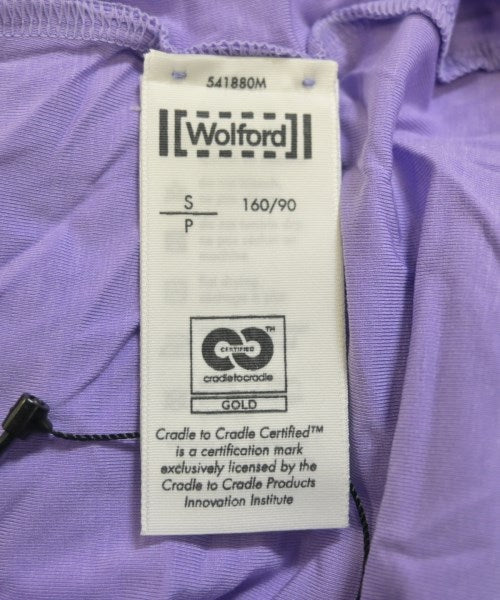 541880M
Wolford
S 160/90
P
CERTIFIED
TM
cradletocradle
GOLD
Cradle to Cradle Certified™
is a certification mark
exclusively licensed by the
Cradle to Cradle Products
Innovation Institute